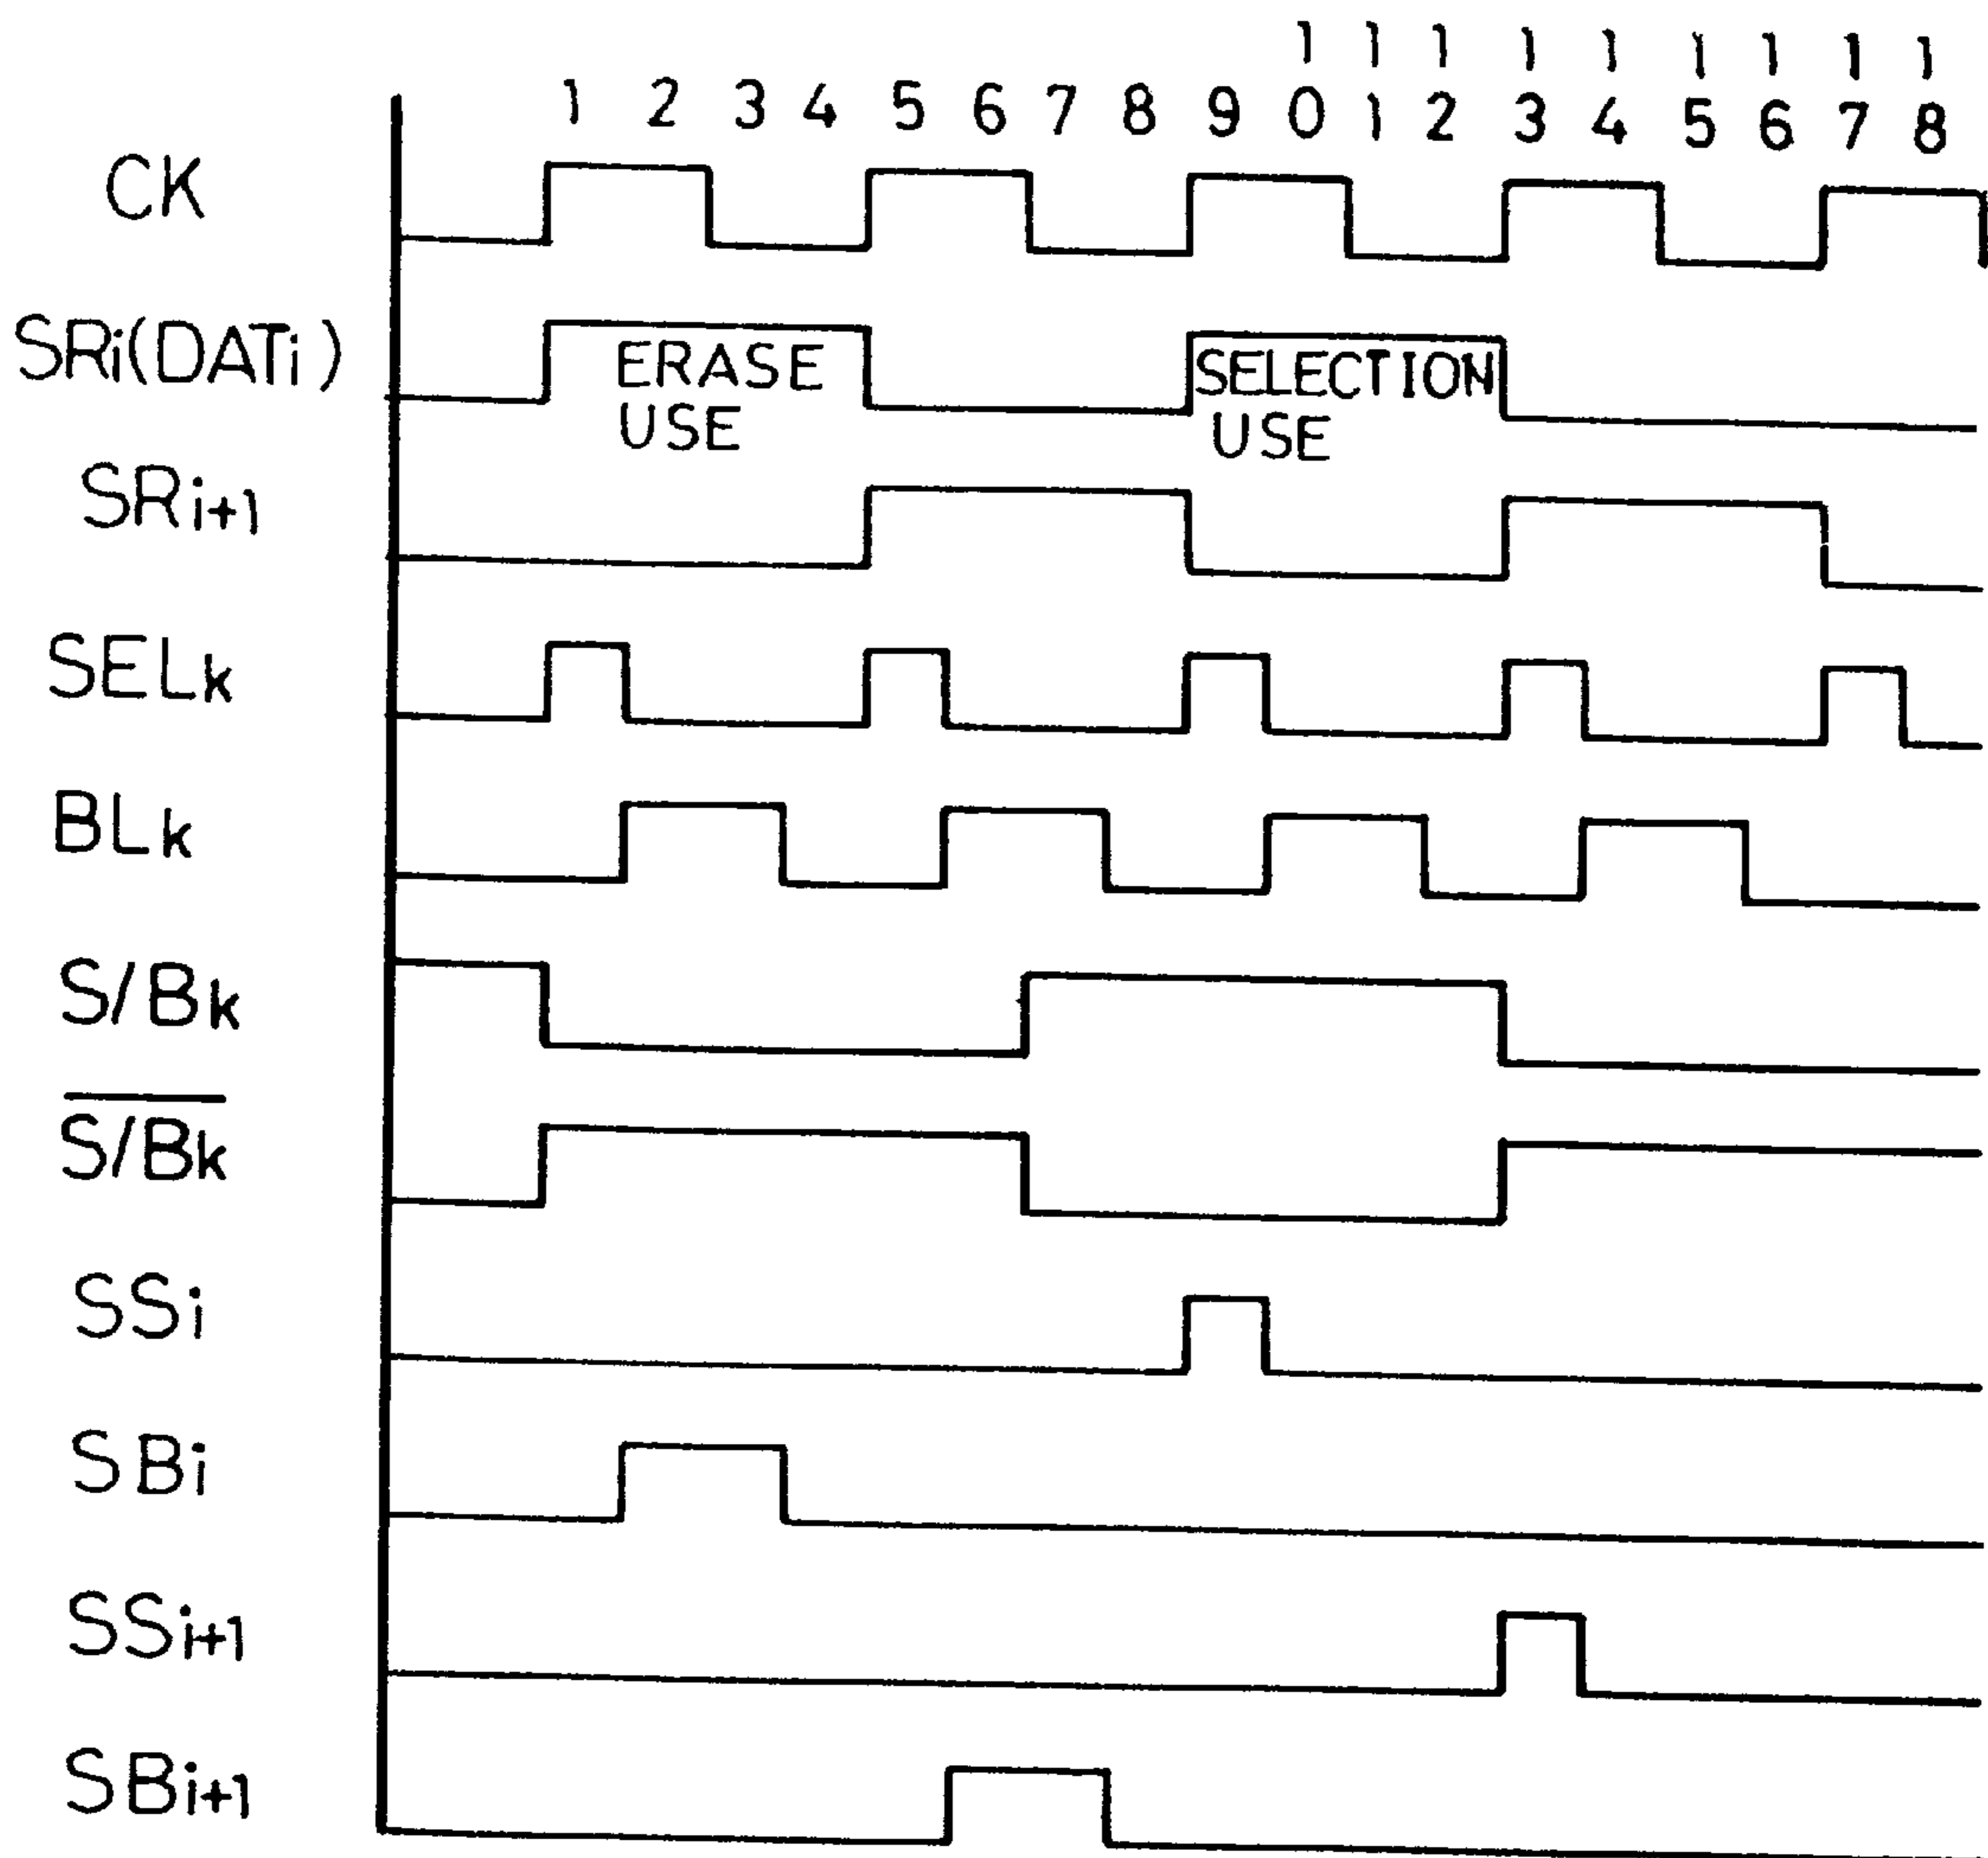 1 1 1 1 1 1 1 1 1
1 2 3 4 5 6 7 8 9 0 1 2 3 4 5 6 7 8
CK
SRi(DATi)
ERASE
USE
SELECTION
USE
SRi+1
SELk
BLk
S/Bk
S/Bk
SSi
SBi
SSi+1
SBi+1